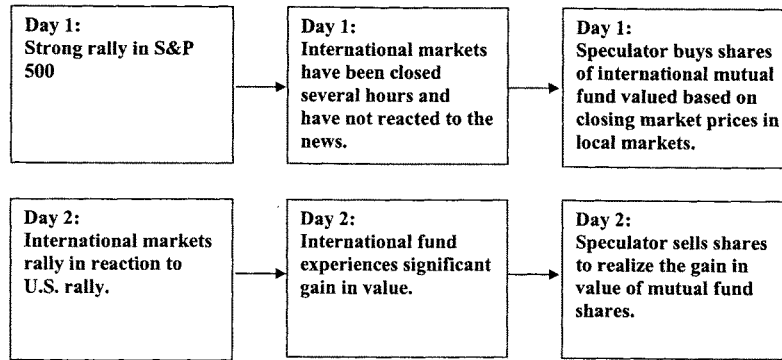 Day 1:
Strong rally in S&P
500
Day 1:
International markets
have been closed
several hours and
have not reacted to the
news.
Day 1:
Speculator buys shares
of international mutual
fund valued based on
closing market prices in
local markets.
Day 2:
International markets
rally in reaction to
U.S. rally.
Day 2:
International fund
experiences significant
gain in value.
Day 2:
Speculator sells shares
to realize the gain in
value of mutual fund
shares.